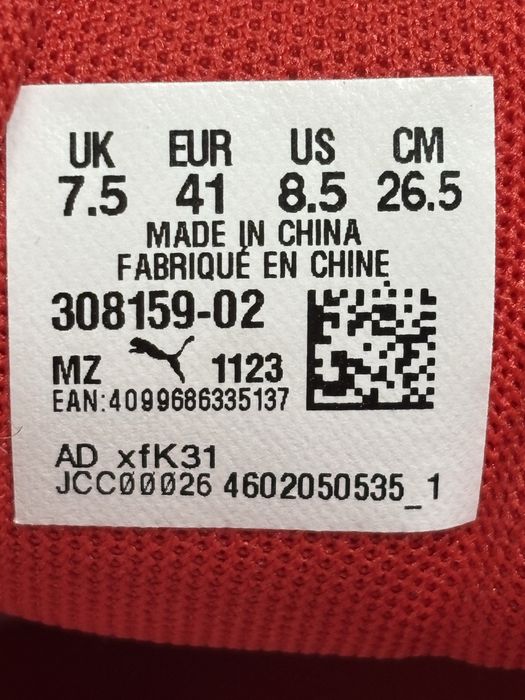 UK EUR US CM
7.5 41 8.5 26.5
MADE IN CHINA
FABRIQUÉ EN CHINE
308159-02
MZ 1123
EAN:4099686335137
AD xfK31
JCC00026 4602050535_1